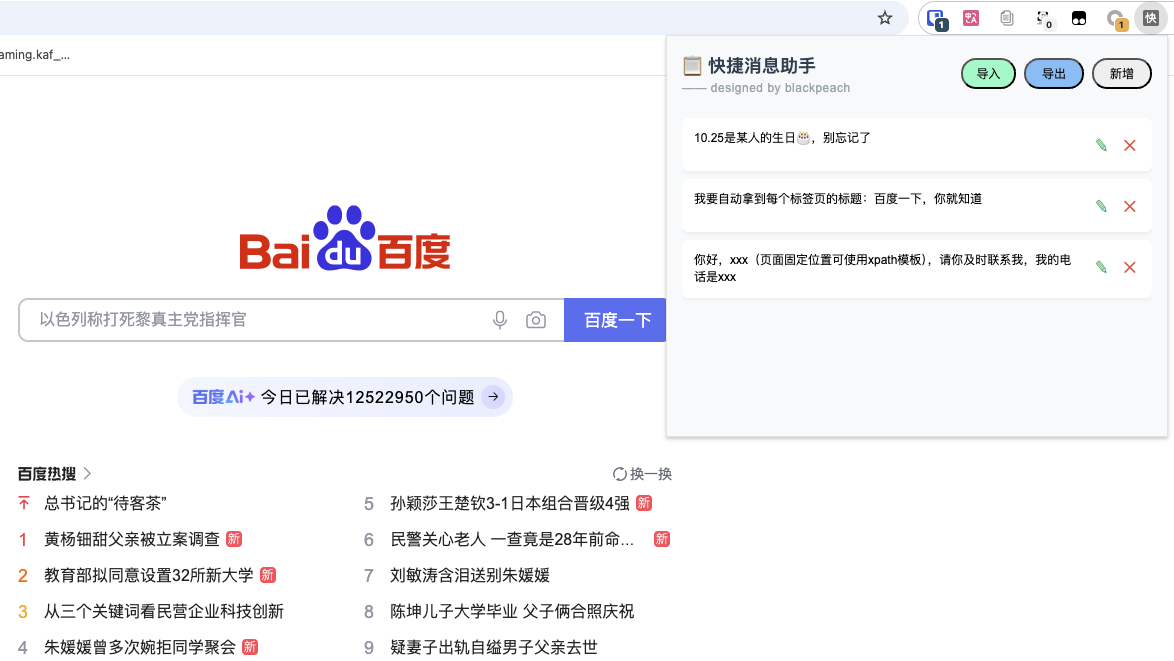 1
0
1
快
aming.kaf_...
快捷消息助手
—— designed by blackpeach
导入
导出
新增
10.25是某人的生日🎂，别忘记了
我要自动拿到每个标签页的标题：百度一下，你就知道
你好，xxx（页面固定位置可使用xpath模板），请你及时联系我，我的电
话是xxx
Bai du 百度
以色列称打死黎真主党指挥官
百度一下
百度Ai+ 今日已解决12522950个问题
百度热搜
换一换
总书记的“待客茶”
1 黄杨钿甜父亲被立案调查 新
2 教育部拟同意设置32所新大学 新
3 从三个关键词看民营企业科技创新
4 朱媛媛曾多次婉拒同学聚会 新
5 孙颖莎王楚钦3-1日本组合晋级4强 新
6 民警关心老人 一查竟是28年前命... 新
7 刘敏涛含泪送别朱媛媛
8 陈坤儿子大学毕业 父子俩合照庆祝
9 疑妻子出轨自缢男子父亲去世